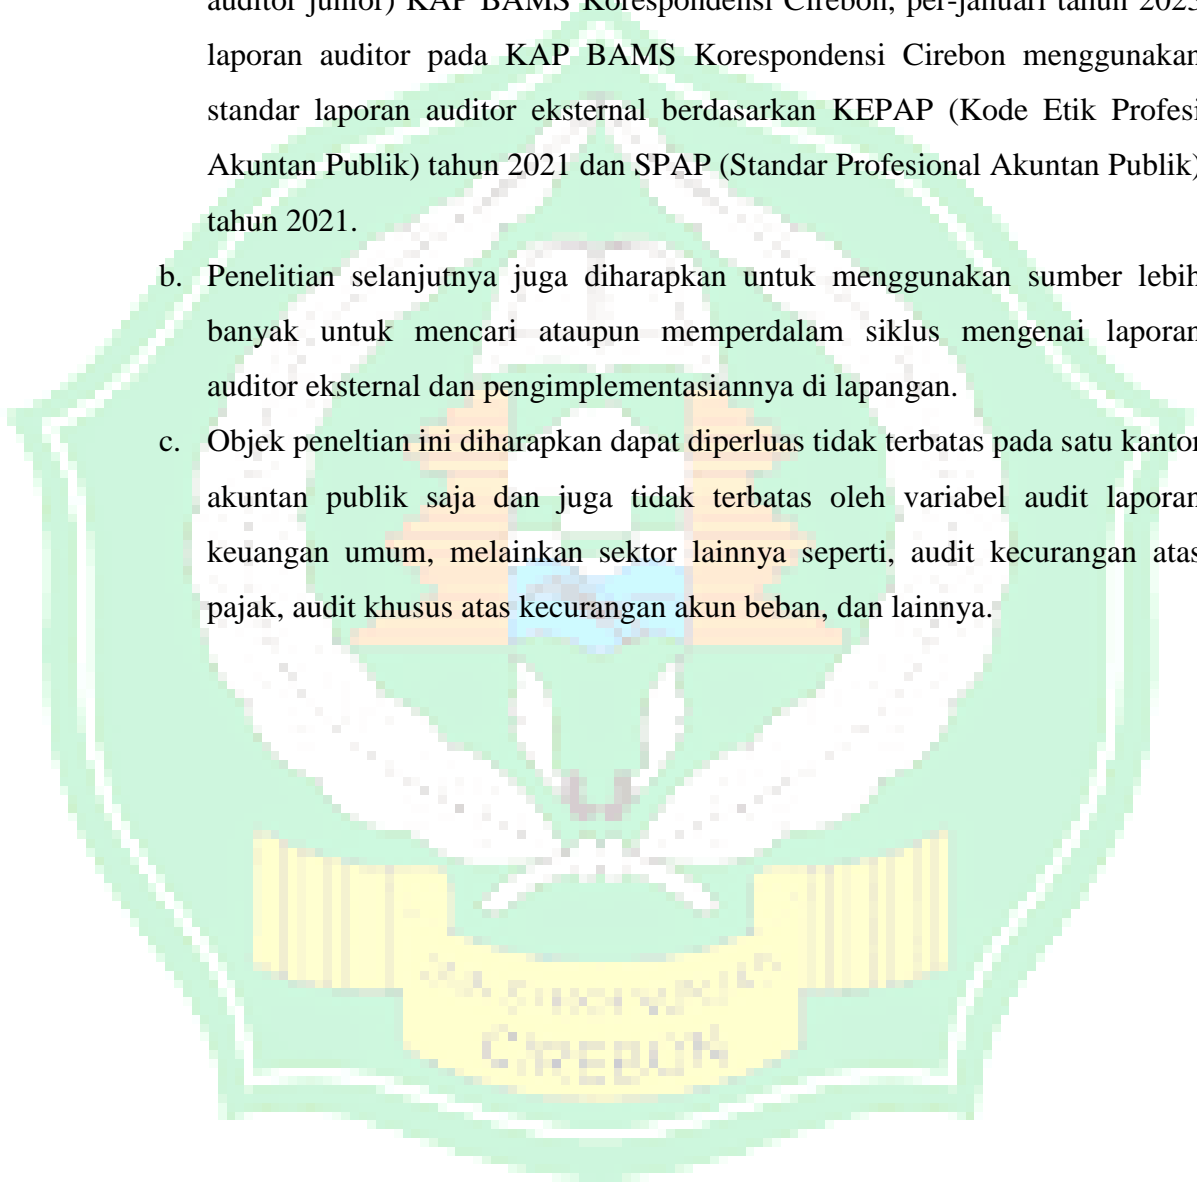 auditor junior) KAP BAMS Korespondensi Cirebon, per-januari tahun 2023
laporan auditor pada KAP BAMS Korespondensi Cirebon menggunakan
standar laporan auditor eksternal berdasarkan KEPAP (Kode Etik Profesi
Akuntan Publik) tahun 2021 dan SPAP (Standar Profesional Akuntan Publik)
tahun 2021.
b. Penelitian selanjutnya juga diharapkan untuk menggunakan sumber lebih
banyak untuk mencari ataupun memperdalam siklus mengenai laporan
auditor eksternal dan pengimplementasiannya di lapangan.
c. Objek peneltian ini diharapkan dapat diperluas tidak terbatas pada satu kantor
akuntan publik saja dan juga tidak terbatas oleh variabel audit laporan
keuangan umum, melainkan sektor lainnya seperti, audit kecurangan atas
pajak, audit khusus atas kecurangan akun beban, dan lainnya.
CIREBON